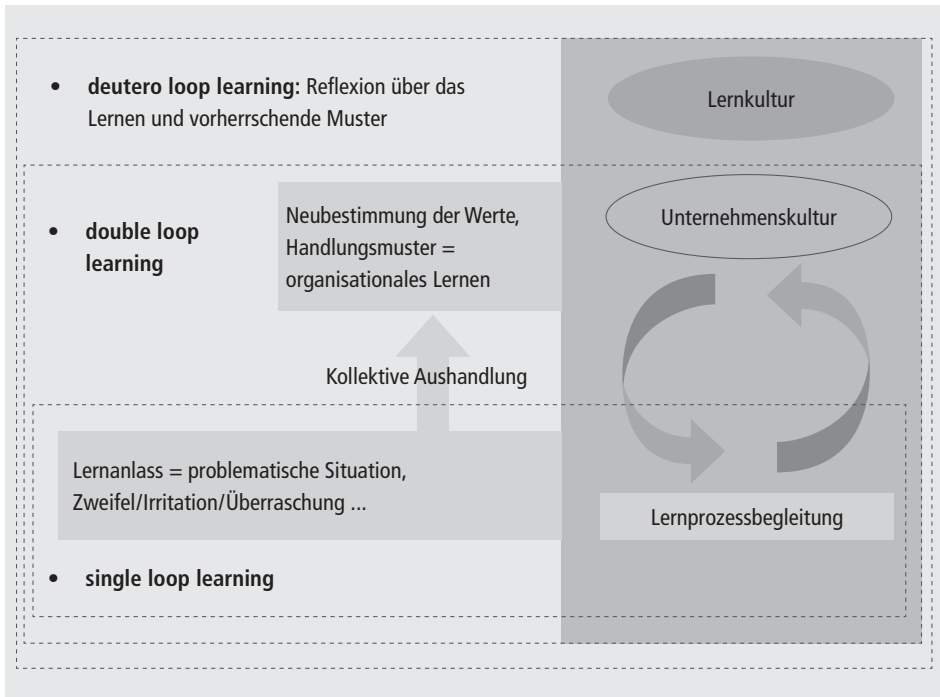 • deutero loop learning: Reflexion über das
Lernen und vorherrschende Muster
Lernkultur
• double loop
learning
Neubestimmung der Werte,
Handlungsmuster =
organisationales Lernen
Unternehmenskultur
Kollektive Aushandlung
Lernanlass = problematische Situation,
Zweifel/Irritation/Überraschung ...
Lernprozessbegleitung
• single loop learning